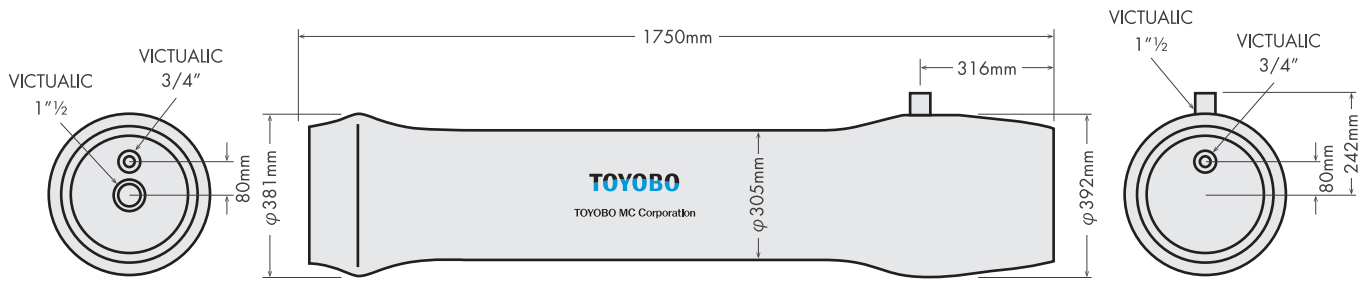 VICTUALIC
1"½
VICTUALIC
3/4"
80mm
φ381mm
1750mm
316mm
TOYOBO
TOYOBO MC Corporation
φ305mm
φ392mm
VICTUALIC
1"½
VICTUALIC
3/4"
80mm
242mm